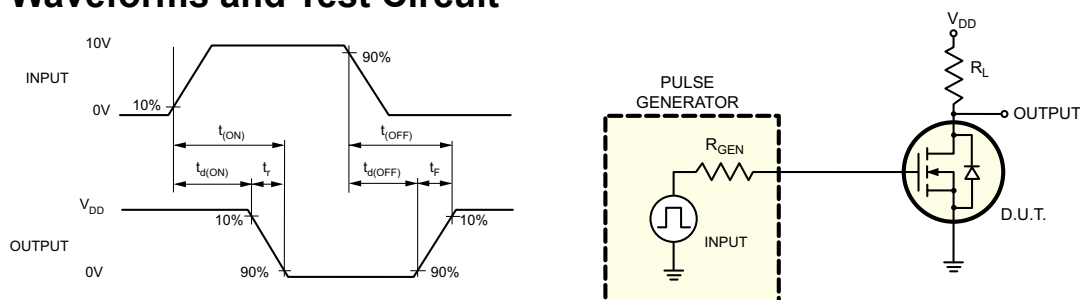 Waveforms and Test Circuit
10V
INPUT
0V
10%
90%
t(ON)
t(OFF)
td(ON)
tr
td(OFF)
tF
VDD
10%
10%
OUTPUT
0V
90%
90%
VDD
RL
PULSE
GENERATOR
OUTPUT
RGEN
INPUT
D.U.T.